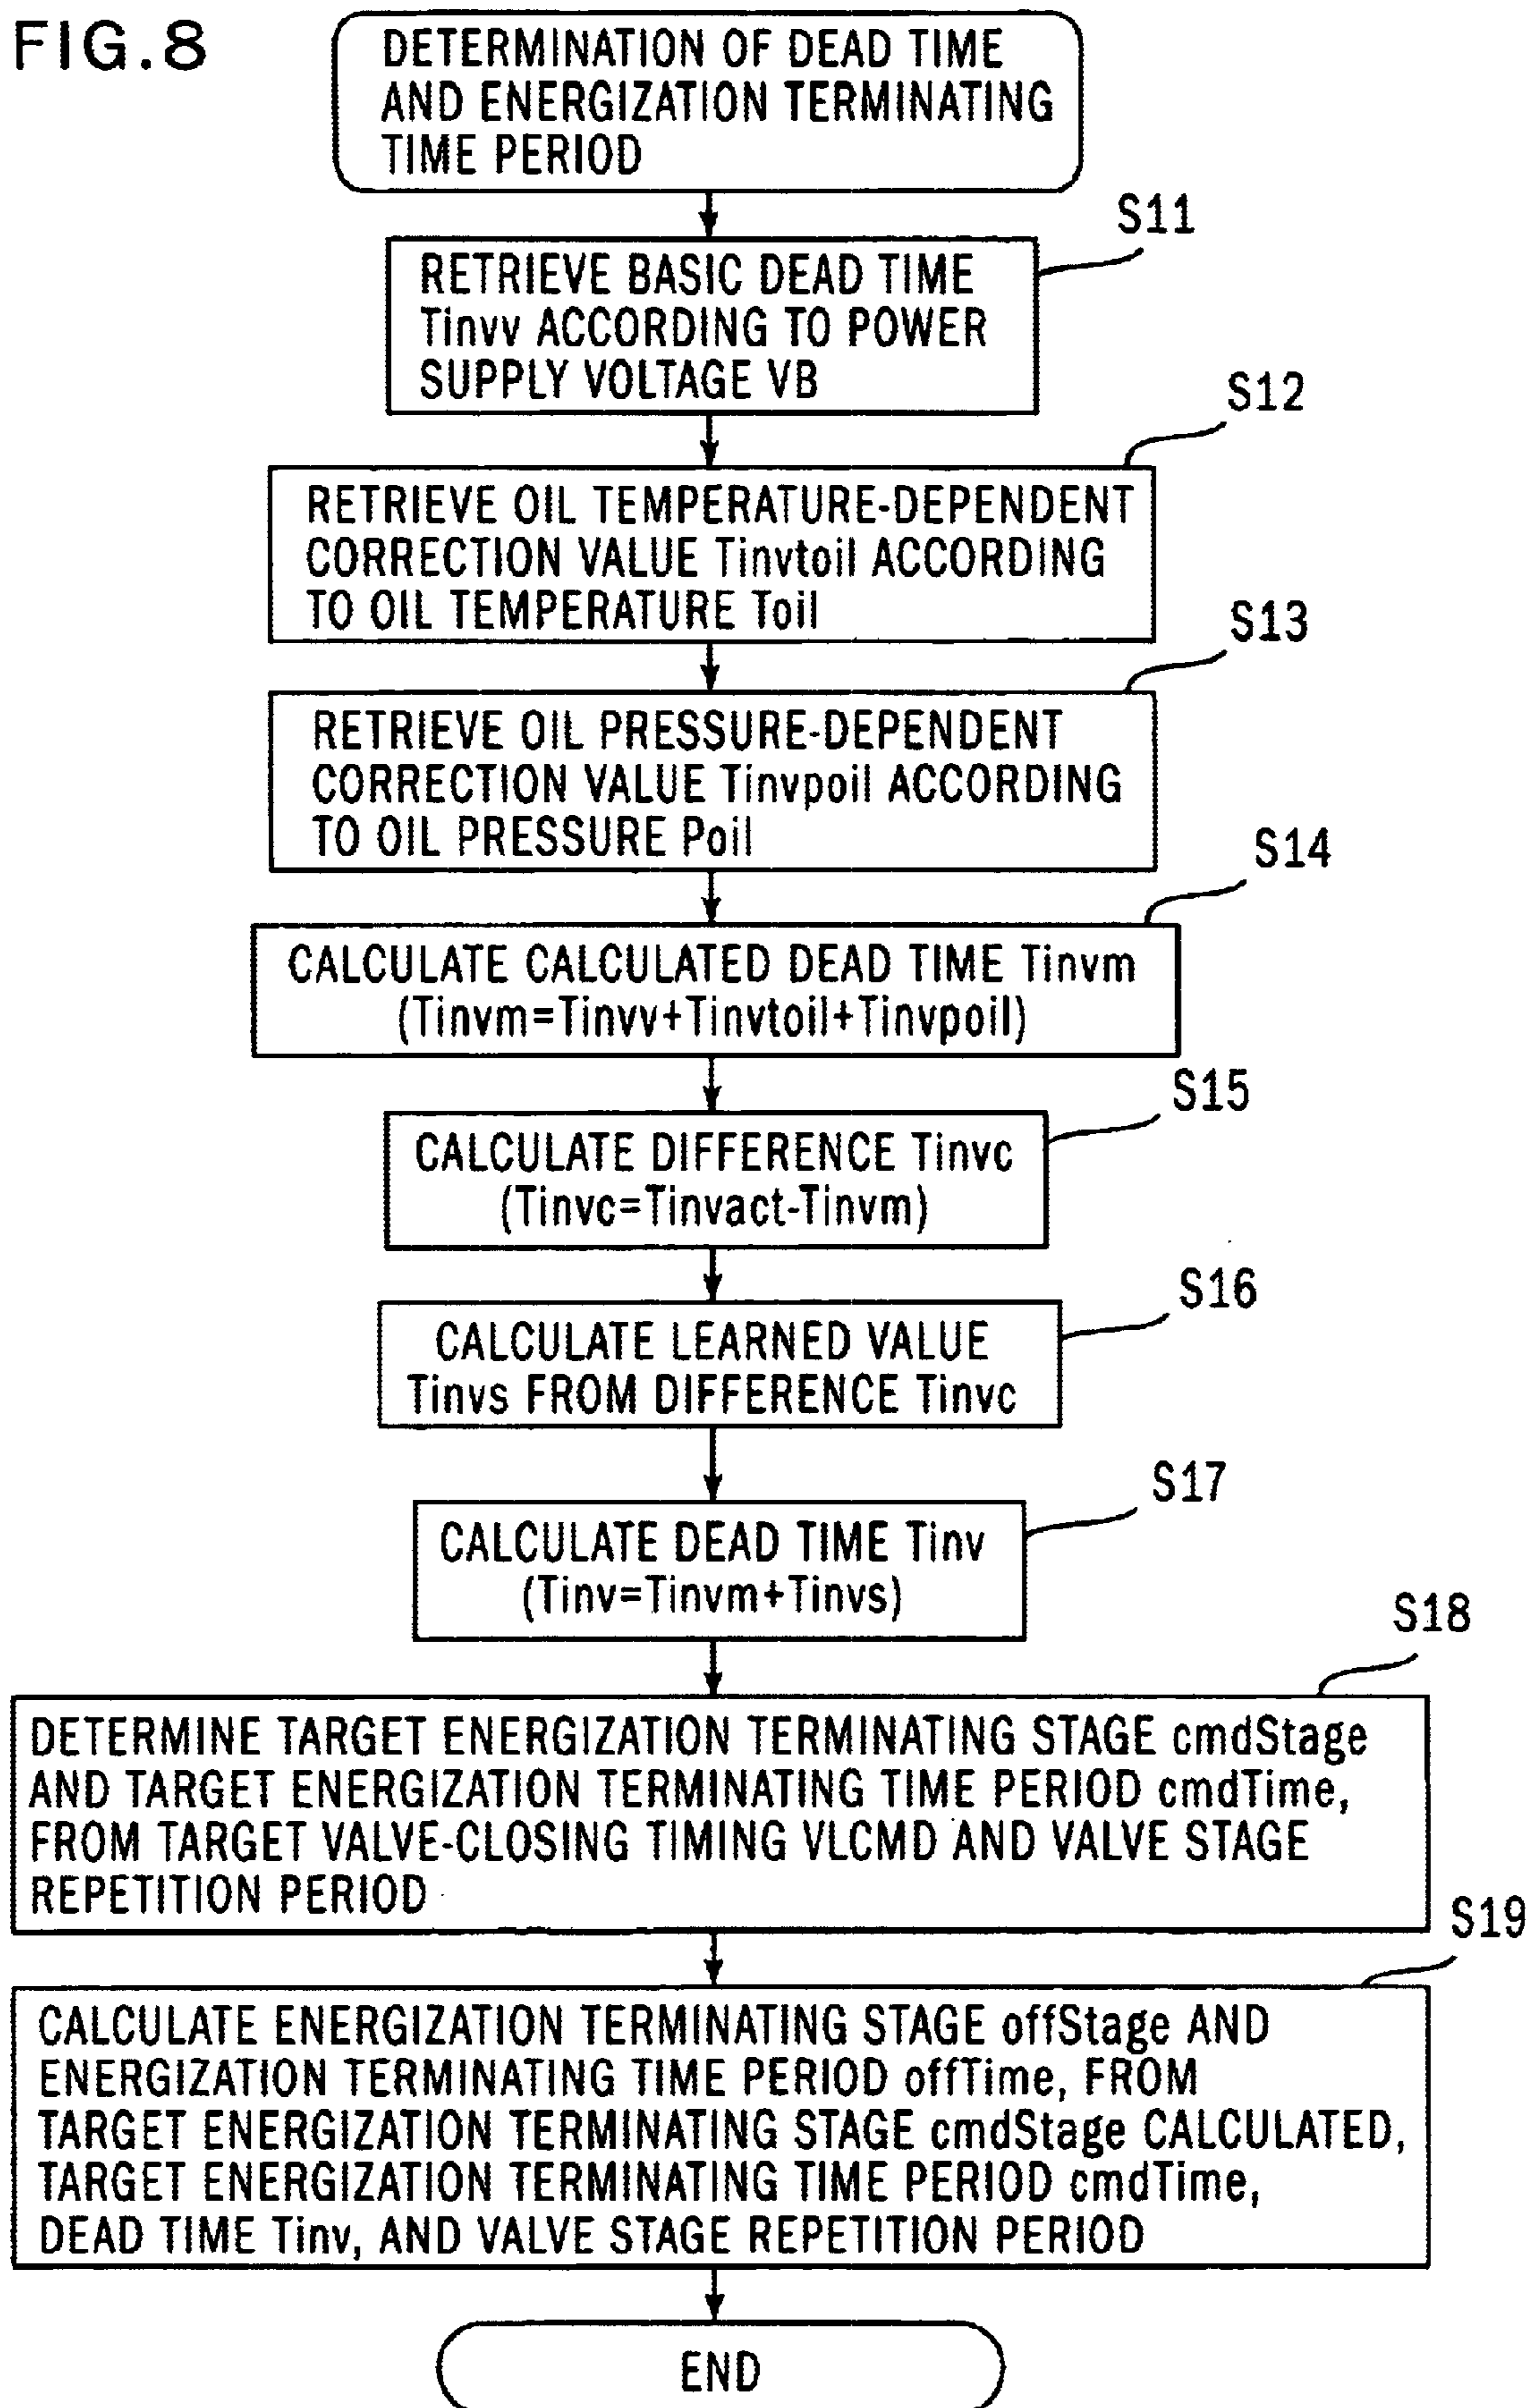 FIG.8
DETERMINATION OF DEAD TIME
AND ENERGIZATION TERMINATING
TIME PERIOD
S11
RETRIEVE BASIC DEAD TIME
Tinvv ACCORDING TO POWER
SUPPLY VOLTAGE VB
S12
RETRIEVE OIL TEMPERATURE-DEPENDENT
CORRECTION VALUE Tinvtoil ACCORDING
TO OIL TEMPERATURE Toil
S13
RETRIEVE OIL PRESSURE-DEPENDENT
CORRECTION VALUE Tinvpoil ACCORDING
TO OIL PRESSURE Poil
S14
CALCULATE CALCULATED DEAD TIME Tinvm
(Tinvm=Tinvv+Tinvtoil+Tinvpoil)
S15
CALCULATE DIFFERENCE Tinvc
(Tinvc=Tinvact-Tinvm)
S16
CALCULATE LEARNED VALUE
Tinvs FROM DIFFERENCE Tinvc
S17
CALCULATE DEAD TIME Tinv
(Tinv=Tinvm+Tinvs)
S18
DETERMINE TARGET ENERGIZATION TERMINATING STAGE cmdStage
AND TARGET ENERGIZATION TERMINATING TIME PERIOD cmdTime,
FROM TARGET VALVE-CLOSING TIMING VLCMD AND VALVE STAGE
REPETITION PERIOD
S19
CALCULATE ENERGIZATION TERMINATING STAGE offStage AND
ENERGIZATION TERMINATING TIME PERIOD offTime, FROM
TARGET ENERGIZATION TERMINATING STAGE cmdStage CALCULATED,
TARGET ENERGIZATION TERMINATING TIME PERIOD cmdTime,
DEAD TIME Tinv, AND VALVE STAGE REPETITION PERIOD
END